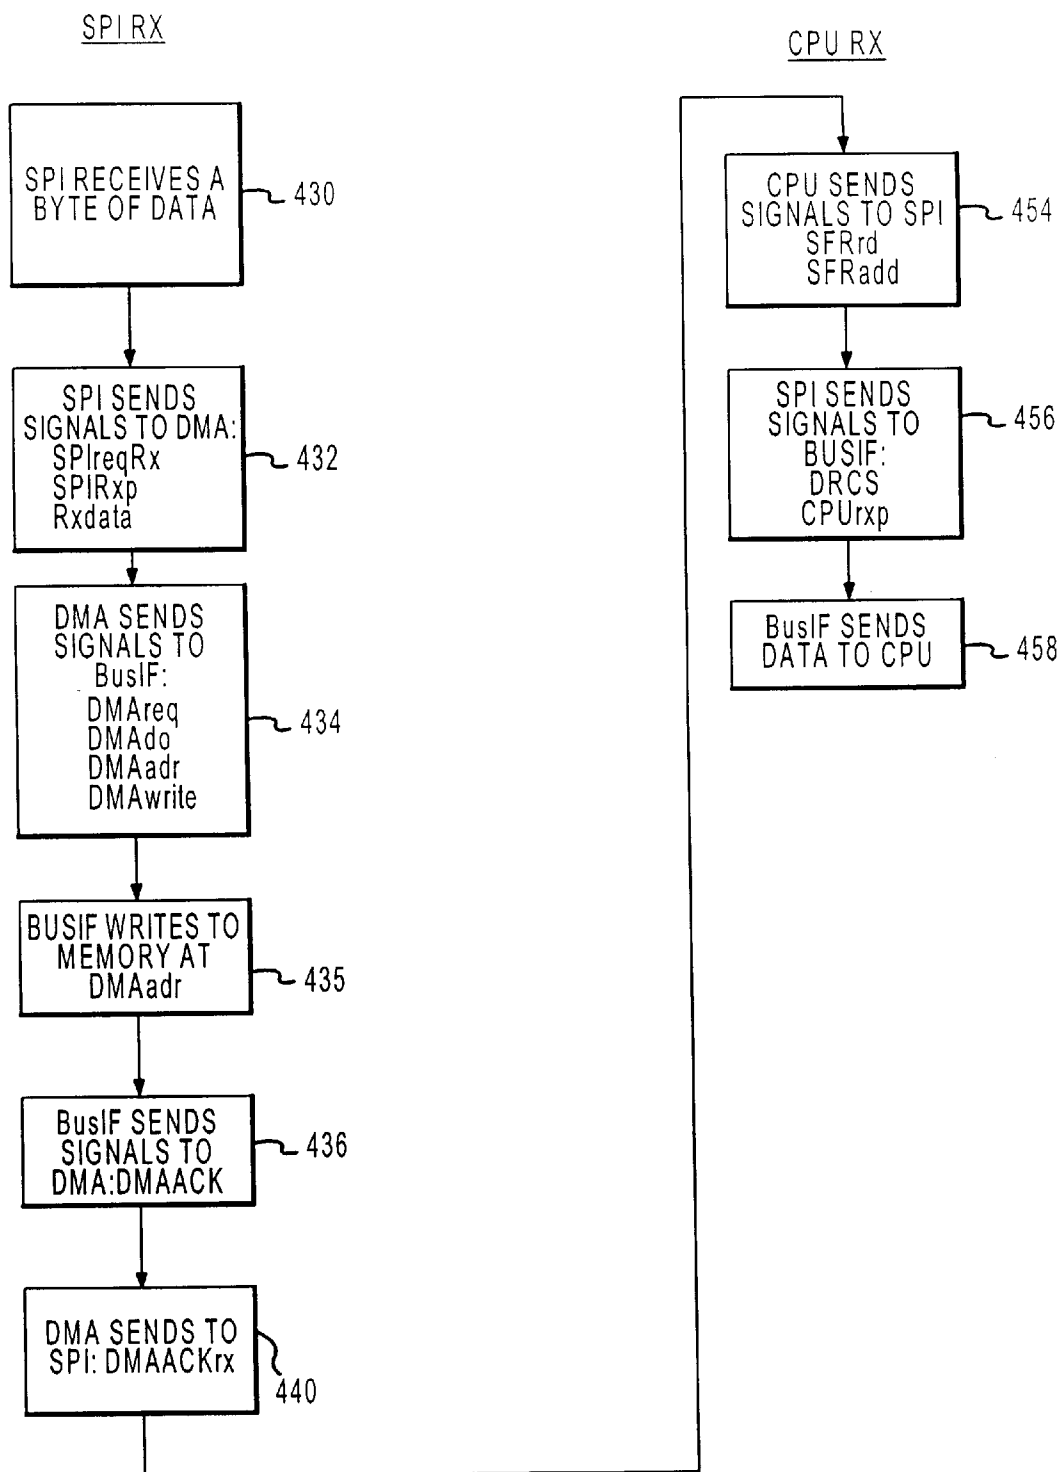 SPI RX
SPI RECEIVES A
BYTE OF DATA
430
SPI SENDS
SIGNALS TO DMA:
SPIreqRx
SPIRxp
Rxdata
432
DMA SENDS
SIGNALS TO
BusIF:
DMAreq
DMAdo
DMAadr
DMAwrite
434
BUSIF WRITES TO
MEMORY AT
DMAadr
435
BusIF SENDS
SIGNALS TO
DMA:DMAACK
436
DMA SENDS TO
SPI: DMAACKrx
440
CPU RX
CPU SENDS
SIGNALS TO SPI
SFRrd
SFRadd
454
SPI SENDS
SIGNALS TO
BUSIF:
DRCS
CPUrxp
456
BusIF SENDS
DATA TO CPU
458